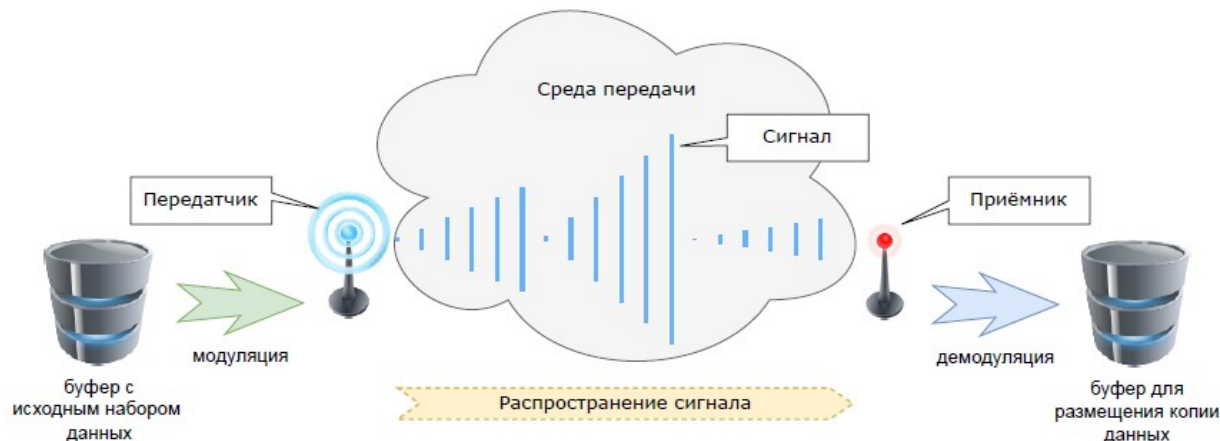 Среда передачи
Сигнал
Передатчик
Приёмник
модуляция
демодуляция
буфер с
исходным набором
данных
Распространение сигнала
буфер для
размещения копии
данных